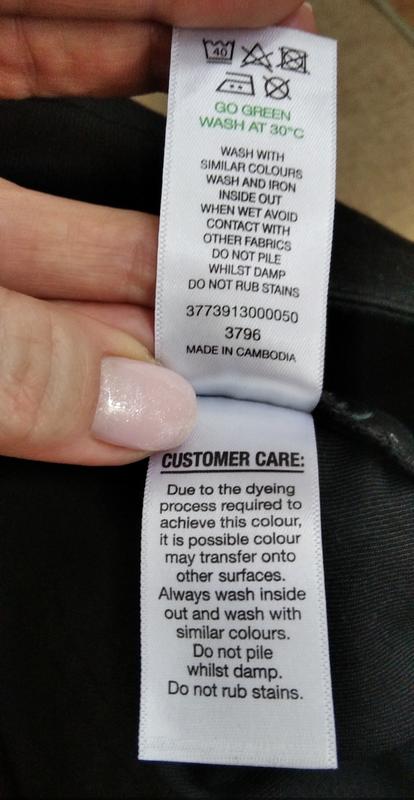 40
GO GREEN
WASH AT 30°C
WASH WITH
SIMILAR COLOURS
WASH AND IRON
INSIDE OUT
WHEN WET AVOID
CONTACT WITH
OTHER FABRICS
DO NOT PILE
WHILST DAMP
DO NOT RUB STAINS
3773913000050
3796
MADE IN CAMBODIA
CUSTOMER CARE:
Due to the dyeing
process required to
achieve this colour,
it is possible colour
may transfer onto
other surfaces.
Always wash inside
out and wash with
similar colours.
Do not pile
whilst damp.
Do not rub stains.